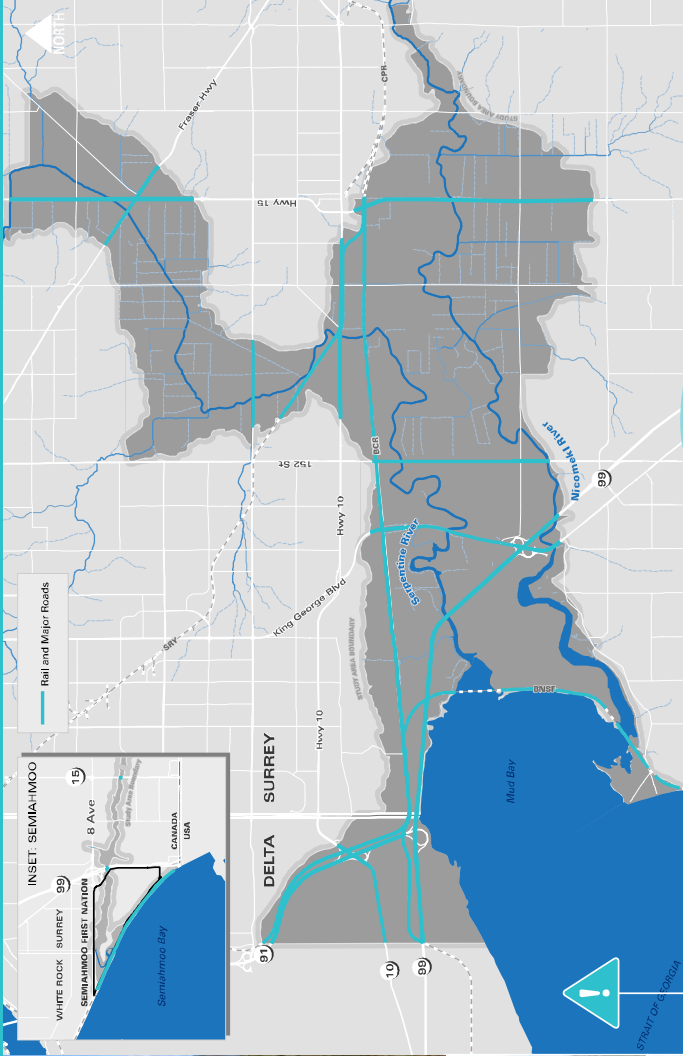 NORTH
Fraser Hwy
CPR
STUDY AREA BOUNDARY
Hwy 15
152 St
BCR
Hwy 10
Serpentine River
Nicomekl River
99
King George Blvd
SRY
STUDY AREA BOUNDARY
Rail and Major Roads
Hwy 10
BNSF
Mud Bay
SURREY
DELTA
91
10
99
STRAIT OF GEORGIA
!
INSET: SEMIAHMOO
15
8 Ave
Study Area Boundary
99
CANADA
USA
WHITE ROCK
SURREY
SEMIAHMOO FIRST NATION
Semiahmoo Bay